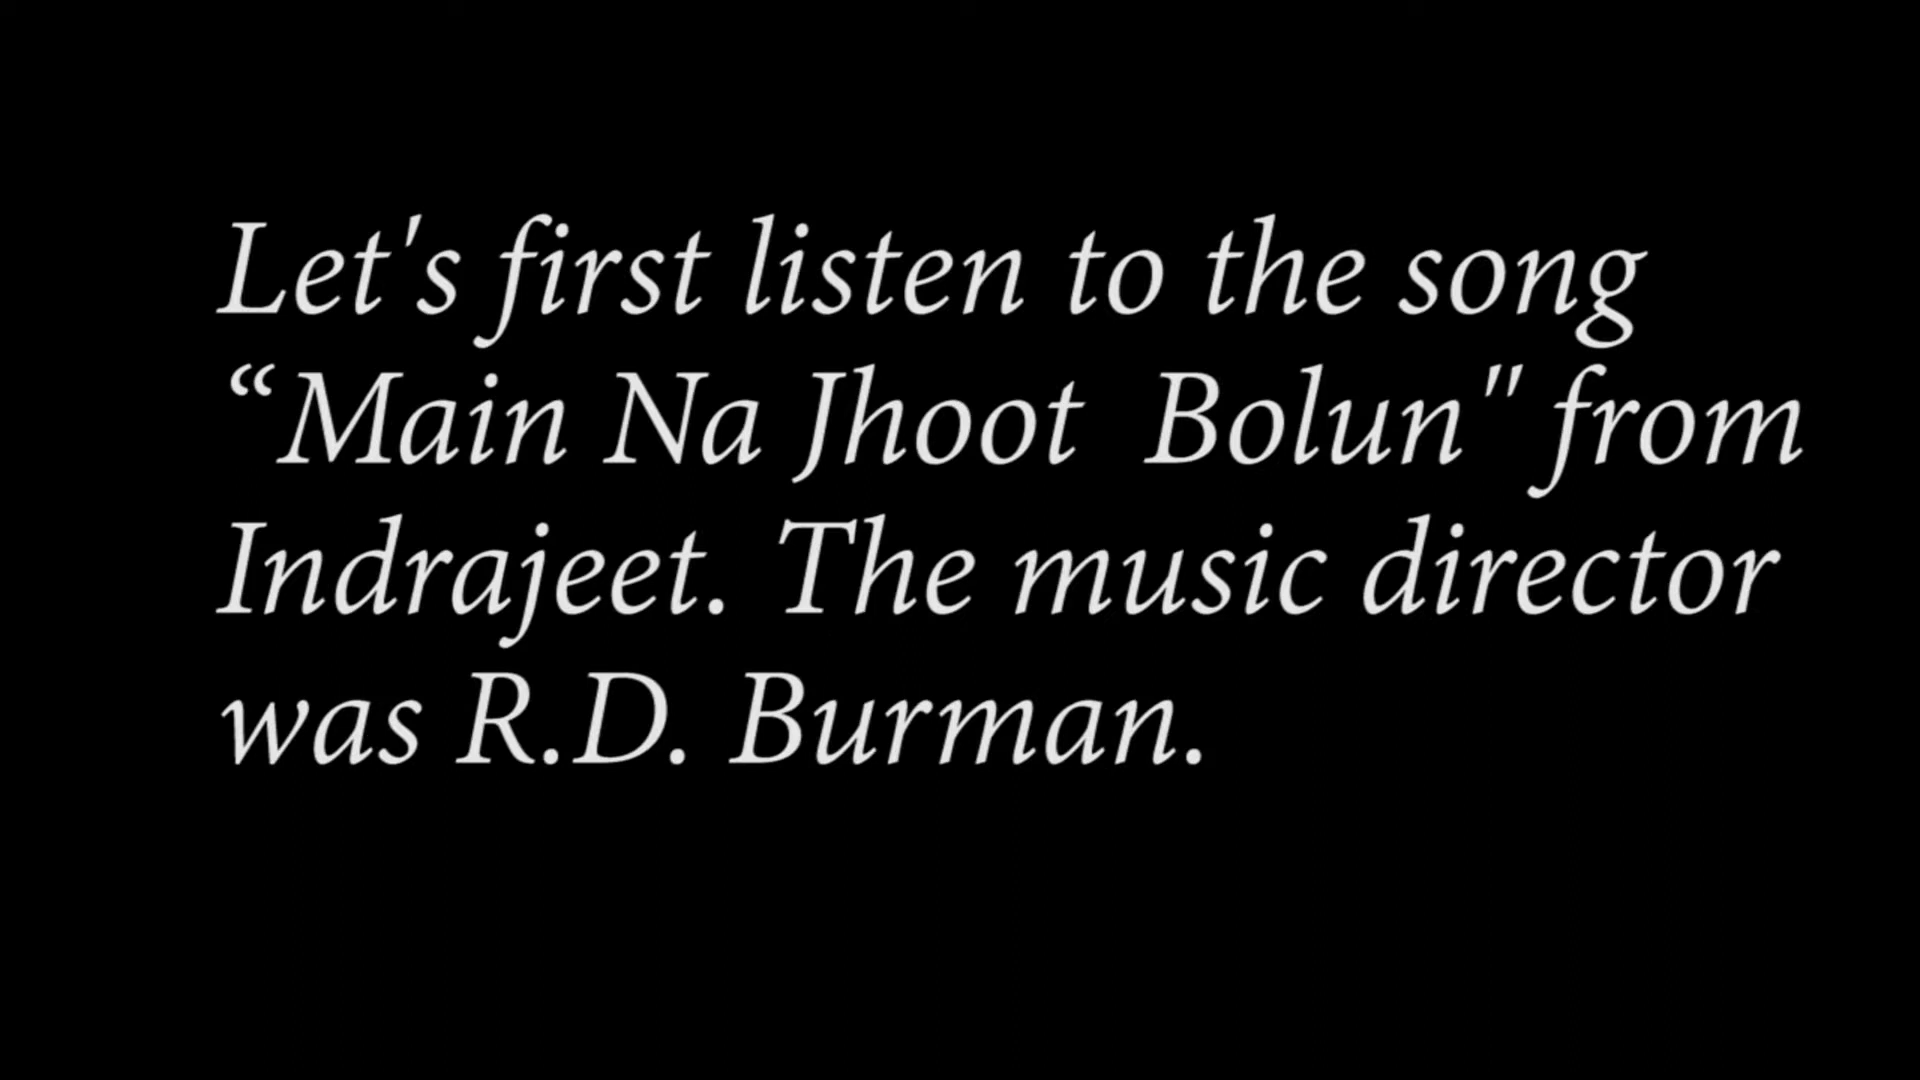 Let's first listen to the song
“Main Na Jhoot  Bolun" from
Indrajeet. The music director
was R.D. Burman.